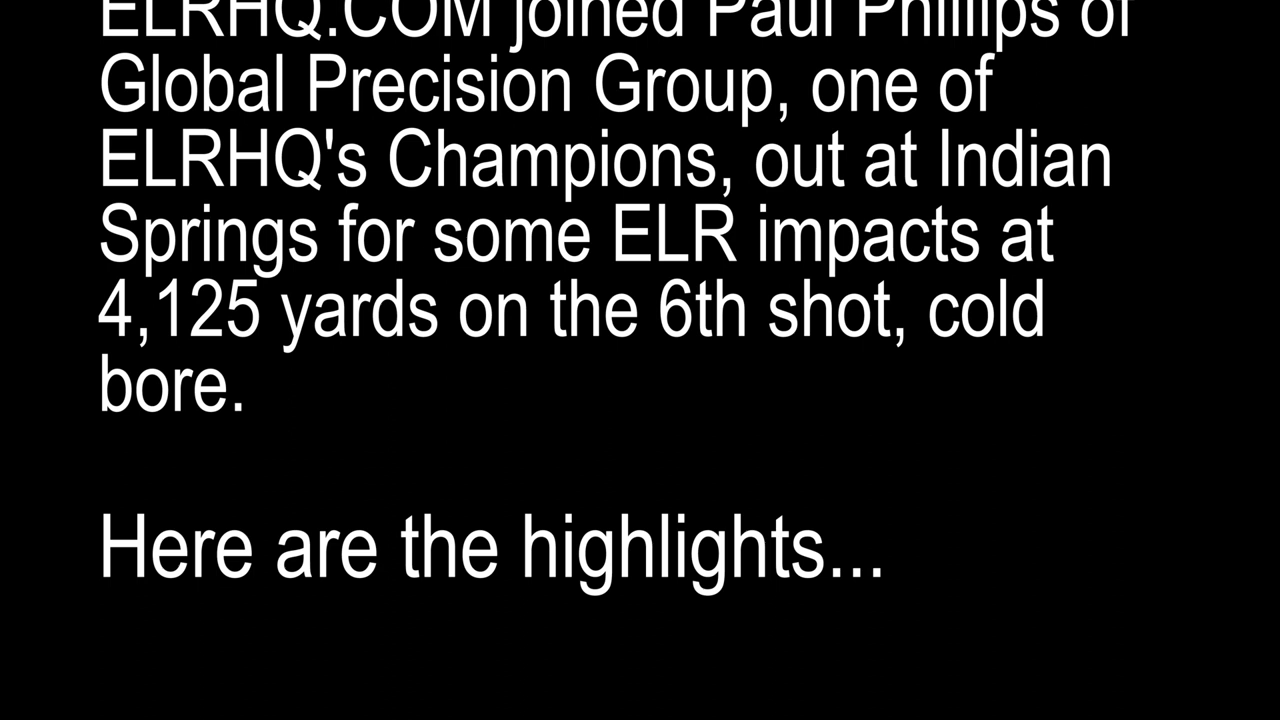 ELRHQ.COM joined Paul Phillips of
Global Precision Group, one of
ELRHQ's Champions, out at Indian
Springs for some ELR impacts at
4,125 yards on the 6th shot, cold
bore.
Here are the highlights...